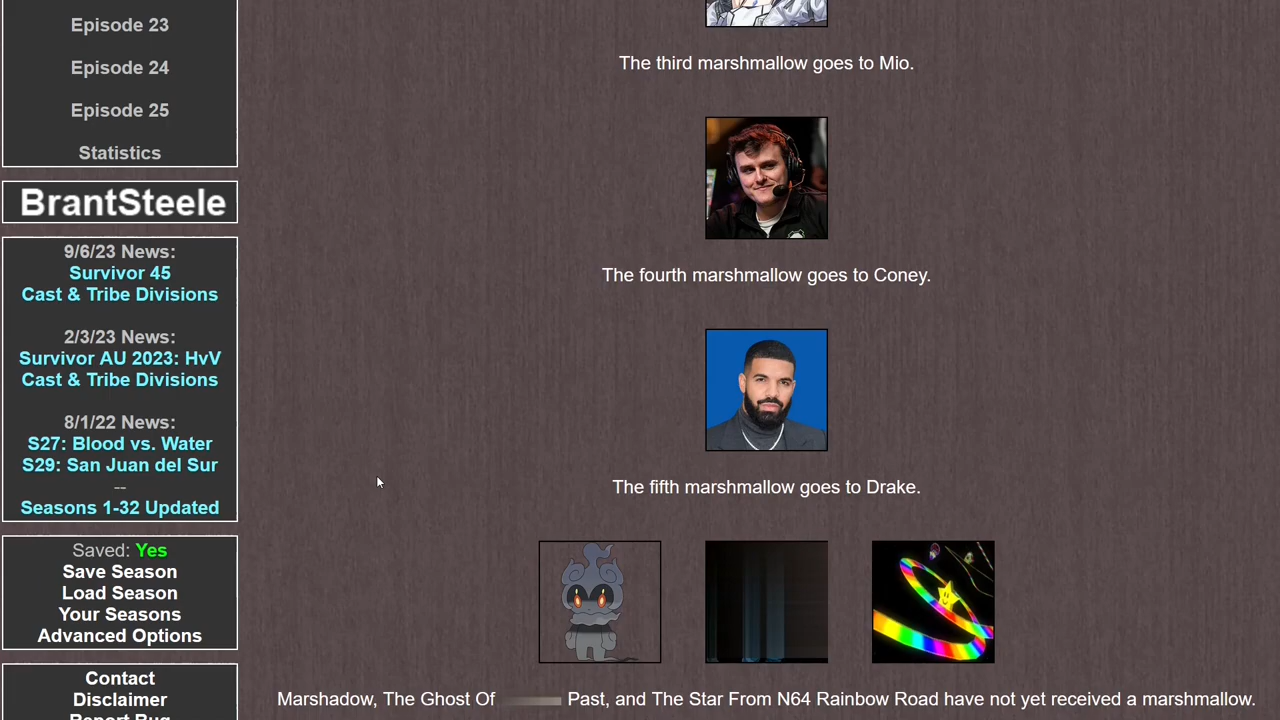 Episode 23
Episode 24
Episode 25
Statistics
BrantSteele
9/6/23 News:
Survivor 45
Cast & Tribe Divisions
2/3/23 News:
Survivor AU 2023: HvV
Cast & Tribe Divisions
8/1/22 News:
S27: Blood vs. Water
S29: San Juan del Sur
--
Seasons 1-32 Updated
Saved: Yes
Save Season
Load Season
Your Seasons
Advanced Options
Contact
Disclaimer
Report Bug
The third marshmallow goes to Mio.
The fourth marshmallow goes to Coney.
The fifth marshmallow goes to Drake.
Marshadow, The Ghost Of Past, and The Star From N64 Rainbow Road have not yet received a marshmallow.